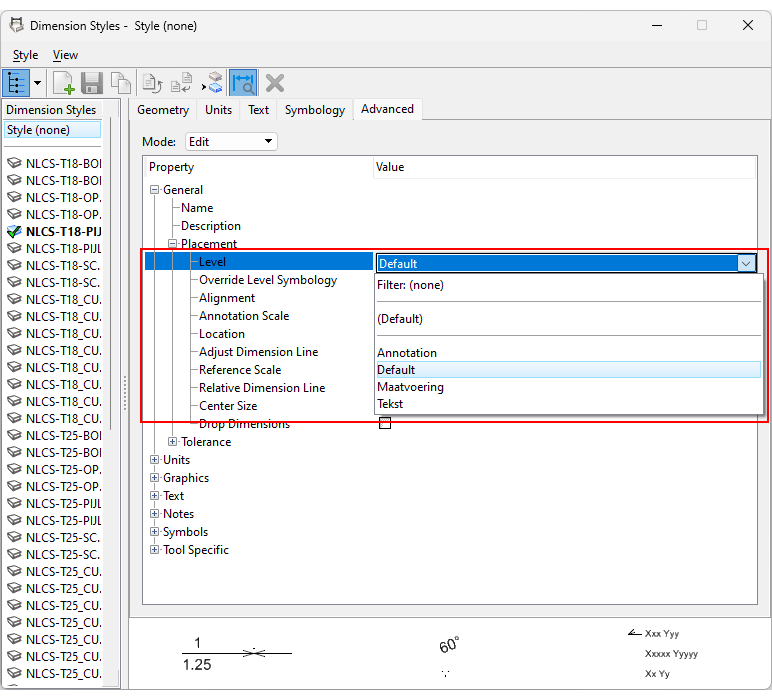 Dimension Styles - Style (none)
Style View
Dimension Styles
Style (none)
NLCS-T18-BOI
NLCS-T18-BOI
NLCS-T18-OP.
NLCS-T18-OP.
NLCS-T18-PIJ
NLCS-T18-PIJL
NLCS-T18-SC.
NLCS-T18-SC.
NLCS-T18_CU.
NLCS-T18_CU.
NLCS-T18_CU.
NLCS-T18_CU.
NLCS-T18_CU.
NLCS-T18_CU.
NLCS-T18_CU.
NLCS-T18_CU.
NLCS-T25-BOI
NLCS-T25-BOI
NLCS-T25-OP.
NLCS-T25-OP.
NLCS-T25-PIJL
NLCS-T25-PIJL
NLCS-T25-SC.
NLCS-T25-SC.
NLCS-T25_CU.
NLCS-T25_CU.
NLCS-T25_CU.
NLCS-T25_CU.
NLCS-T25_CU.
NLCS-T25_CU.
NLCS-T25_CU.
Geometry Units Text Symbology Advanced
Mode: Edit
Property Value
General
Name
Description
Placement
Level Default
Override Level Symbology
Alignment
Annotation Scale
Location
Adjust Dimension Line
Reference Scale
Relative Dimension Line
Center Size
Drop Dimensions
Tolerance
Units
Graphics
Text
Notes
Symbols
Tool Specific
Filter: (none)
(Default)
Annotation
Default
Maatvoering
Tekst
1
1.25
60°
Xxx Yyy
Xxxxx Yyyyy
Xx Yy